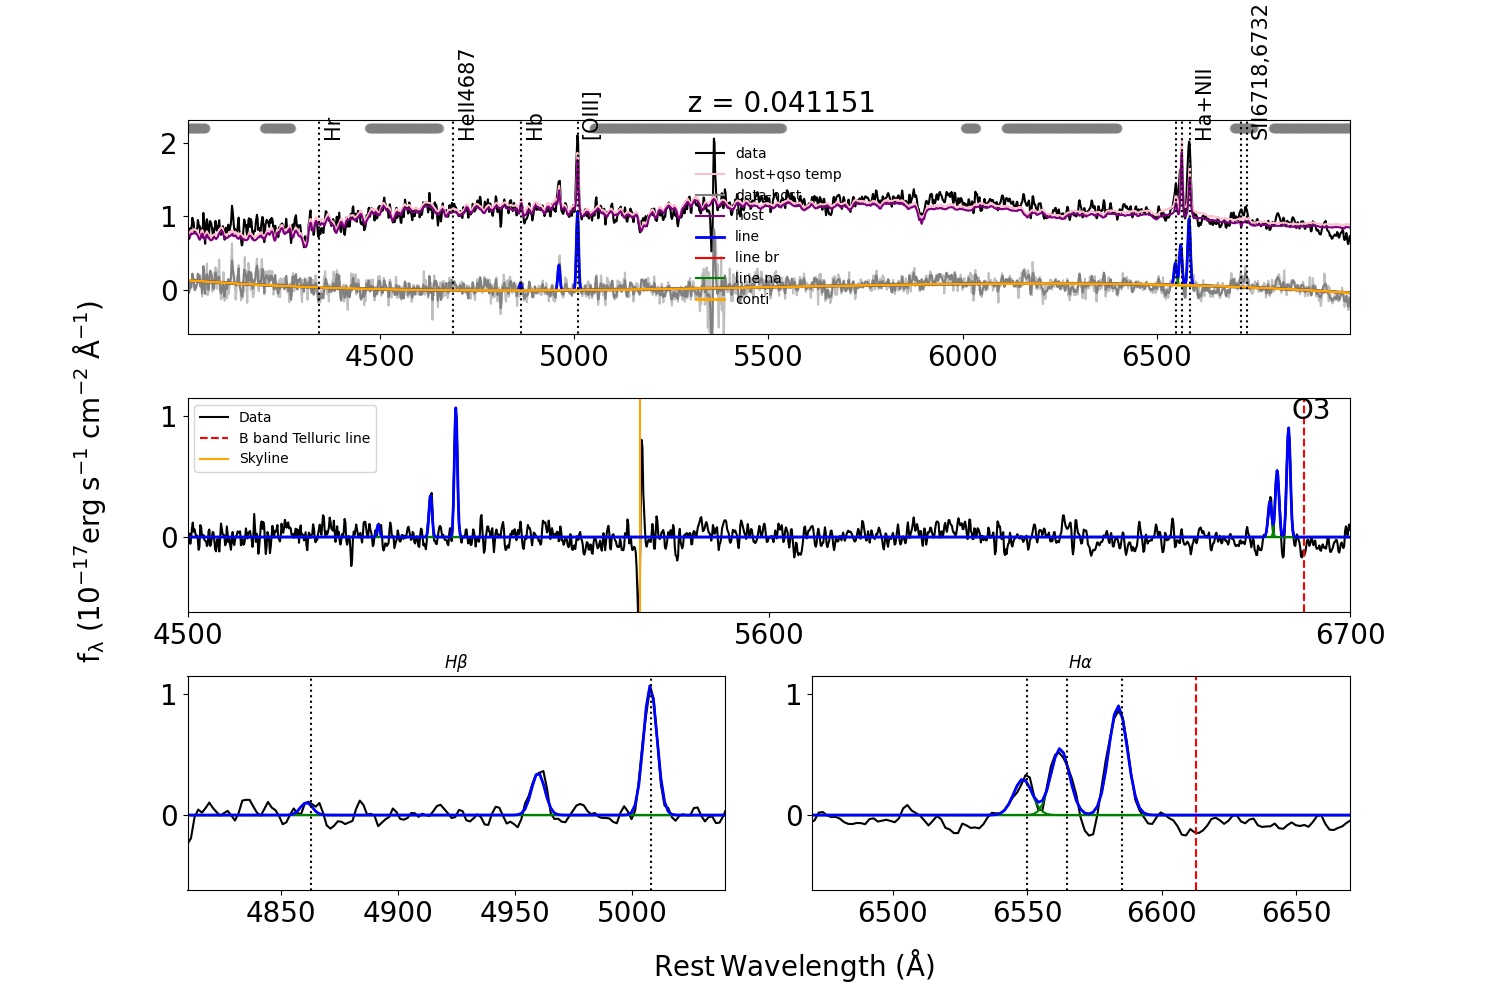 z = 0.041151
Hr
HeII4687
Hb
[OIII]
Ha+NII
SII6718,6732
2
1
0
data
host+qso temp
data-host
host
line
line br
line na
conti
4500 5000 5500 6000 6500
f_λ (10⁻¹⁷erg s⁻¹ cm⁻² Å⁻¹)
1
0
Data
B band Telluric line
Skyline
O3
4500 5600 6700
Hβ
1
0
4850 4900 4950 5000
Hα
1
0
6500 6550 6600 6650
Rest Wavelength (Å)